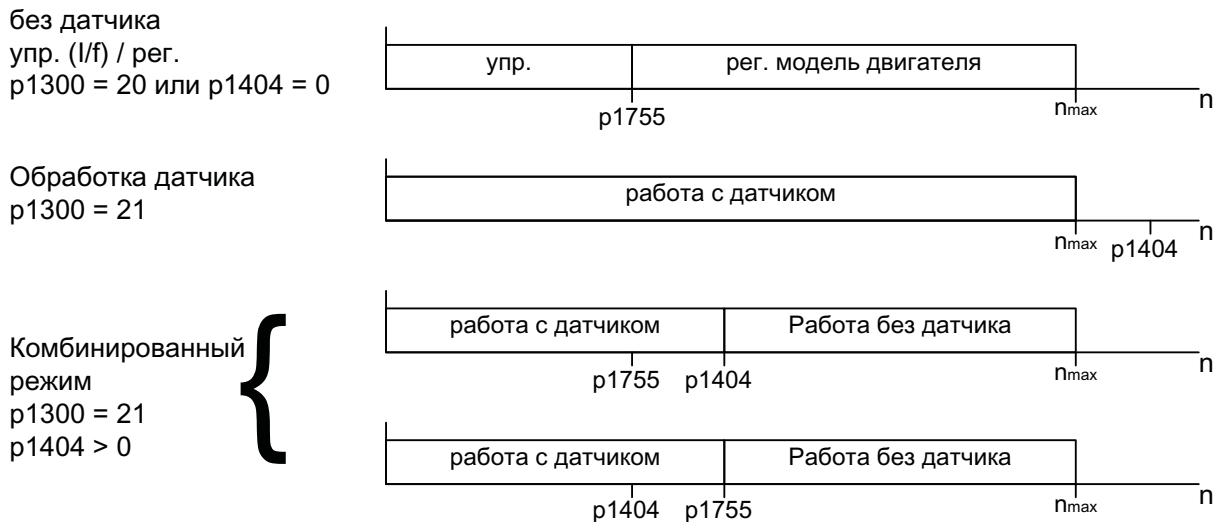 без датчика
упр. (I/f) / рег.
p1300 = 20 или p1404 = 0
упр.
рег. модель двигателя
p1755
nmax
n
Обработка датчика
p1300 = 21
работа с датчиком
nmax
p1404
n
Комбинированный
режим
p1300 = 21
p1404 > 0
{
работа с датчиком
Работа без датчика
p1755
p1404
nmax
n
работа с датчиком
Работа без датчика
p1404
p1755
nmax
n